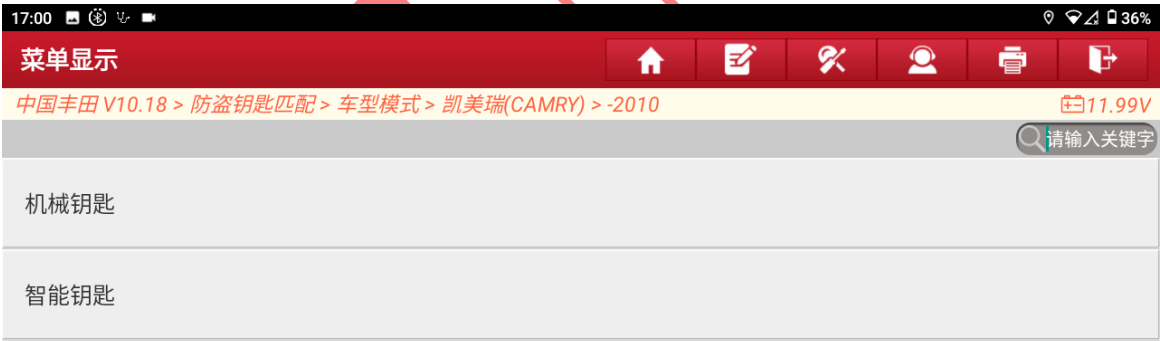 17:00 36%
菜单显示
中国丰田 V10.18 > 防盗钥匙匹配 > 车型模式 > 凯美瑞(CAMRY) > -2010 11.99V
请输入关键字
机械钥匙
智能钥匙